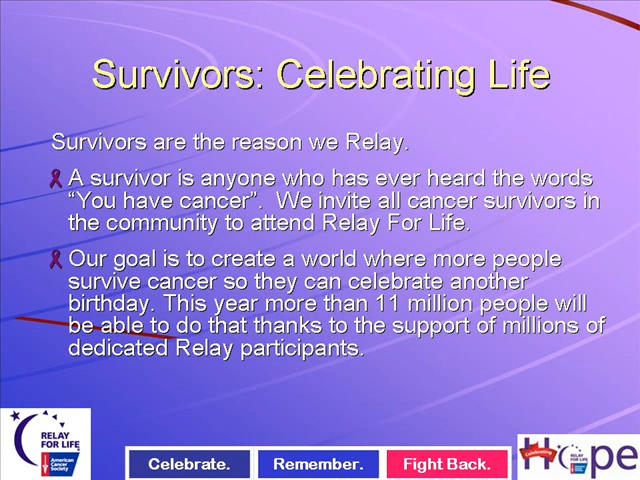 Survivors: Celebrating Life
Survivors are the reason we Relay.
A survivor is anyone who has ever heard the words
“You have cancer”.  We invite all cancer survivors in
the community to attend Relay For Life.
Our goal is to create a world where more people
survive cancer so they can celebrate another
birthday. This year more than 11 million people will
be able to do that thanks to the support of millions of
dedicated Relay participants.
RELAY
FOR LIFE
American
Cancer
Society
Celebrate.
Remember.
Fight Back.
Hope
Celebrating
RELAY
FOR LIFE